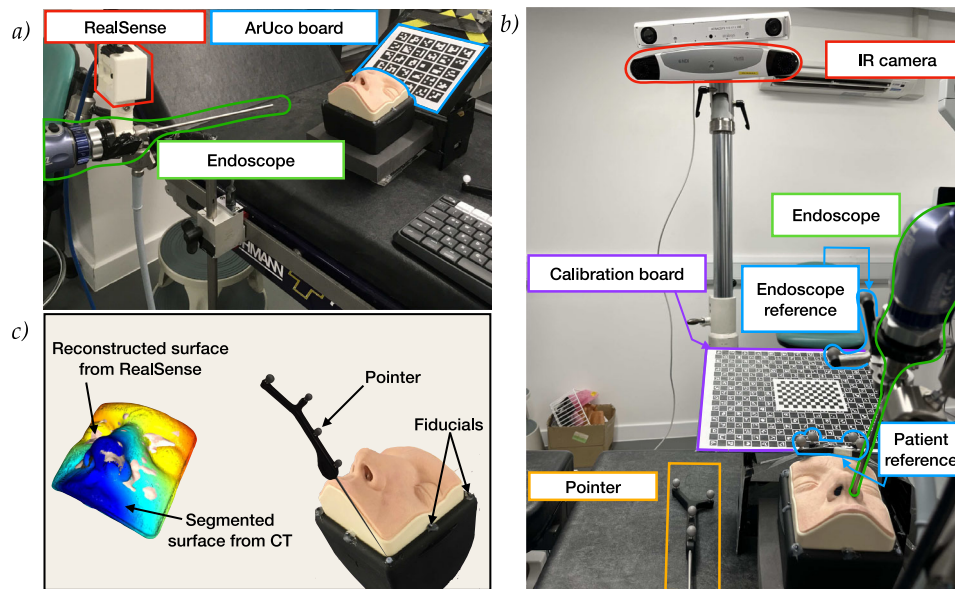 a)
RealSense
ArUco board
Endoscope
HMANN
c)
Reconstructed surface
from RealSense
Pointer
Fiducials
Segmented
surface from CT
b)
IR camera
Endoscope
Calibration board
Endoscope
reference
Patient
reference
Pointer